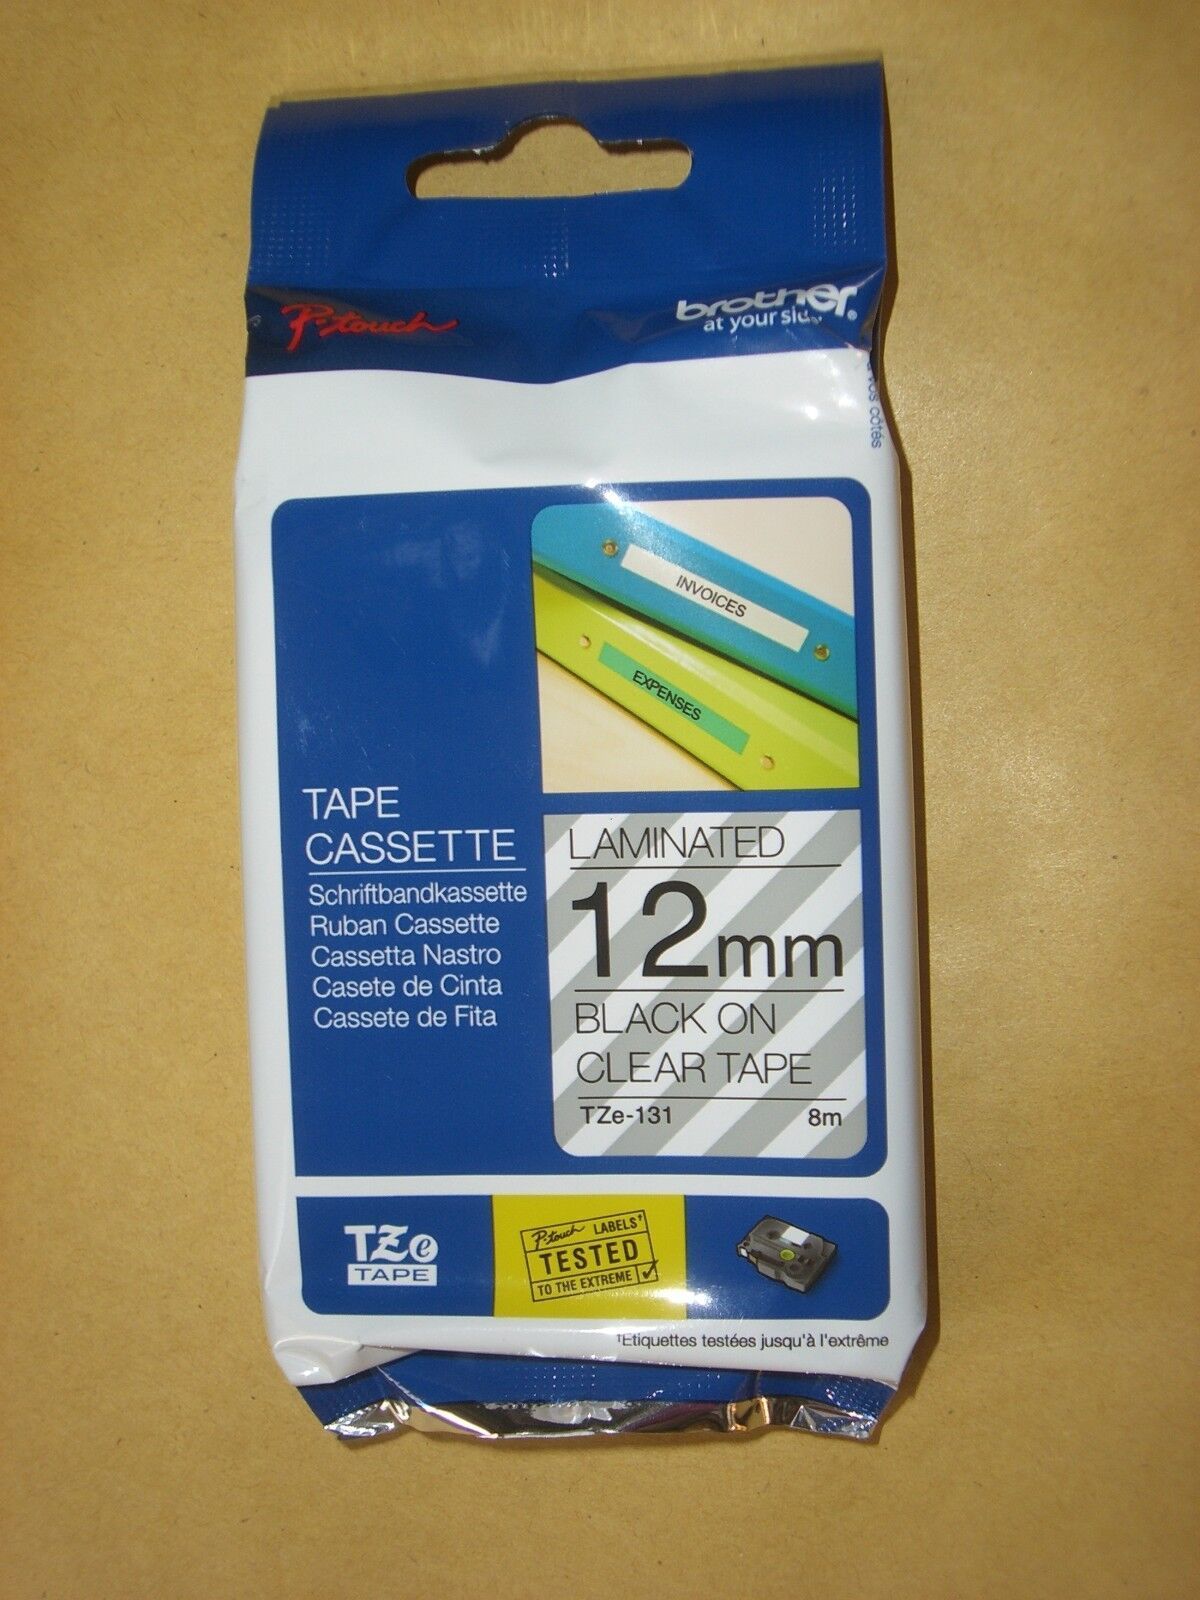 P-touch
brother
at your side
vos côtés
INVOICES
EXPENSES
TAPE
CASSETTE
Schriftbandkassette
Ruban Cassette
Cassetta Nastro
Casete de Cinta
Cassete de Fita
LAMINATED
12mm
BLACK ON
CLEAR TAPE
TZe-131 8m
TZe
TAPE
P-touch LABELS†
TESTED
TO THE EXTREME
†Etiquettes testées jusqu'à l'extrême